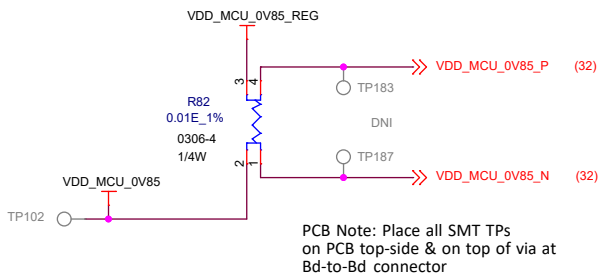 VDD_MCU_0V85_REG
VDD_MCU_0V85_P (32)
3
4
TP183
R82
0.01E_1%
DNI
0306-4
1/4W
TP187
2
1
VDD_MCU_0V85
VDD_MCU_0V85_N (32)
TP102
PCB Note: Place all SMT TPs
on PCB top-side & on top of via at
Bd-to-Bd connector